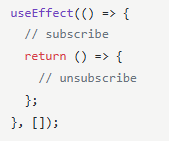 useEffect(() => {
  // subscribe
  return () => {
    // unsubscribe
  };
}, []);